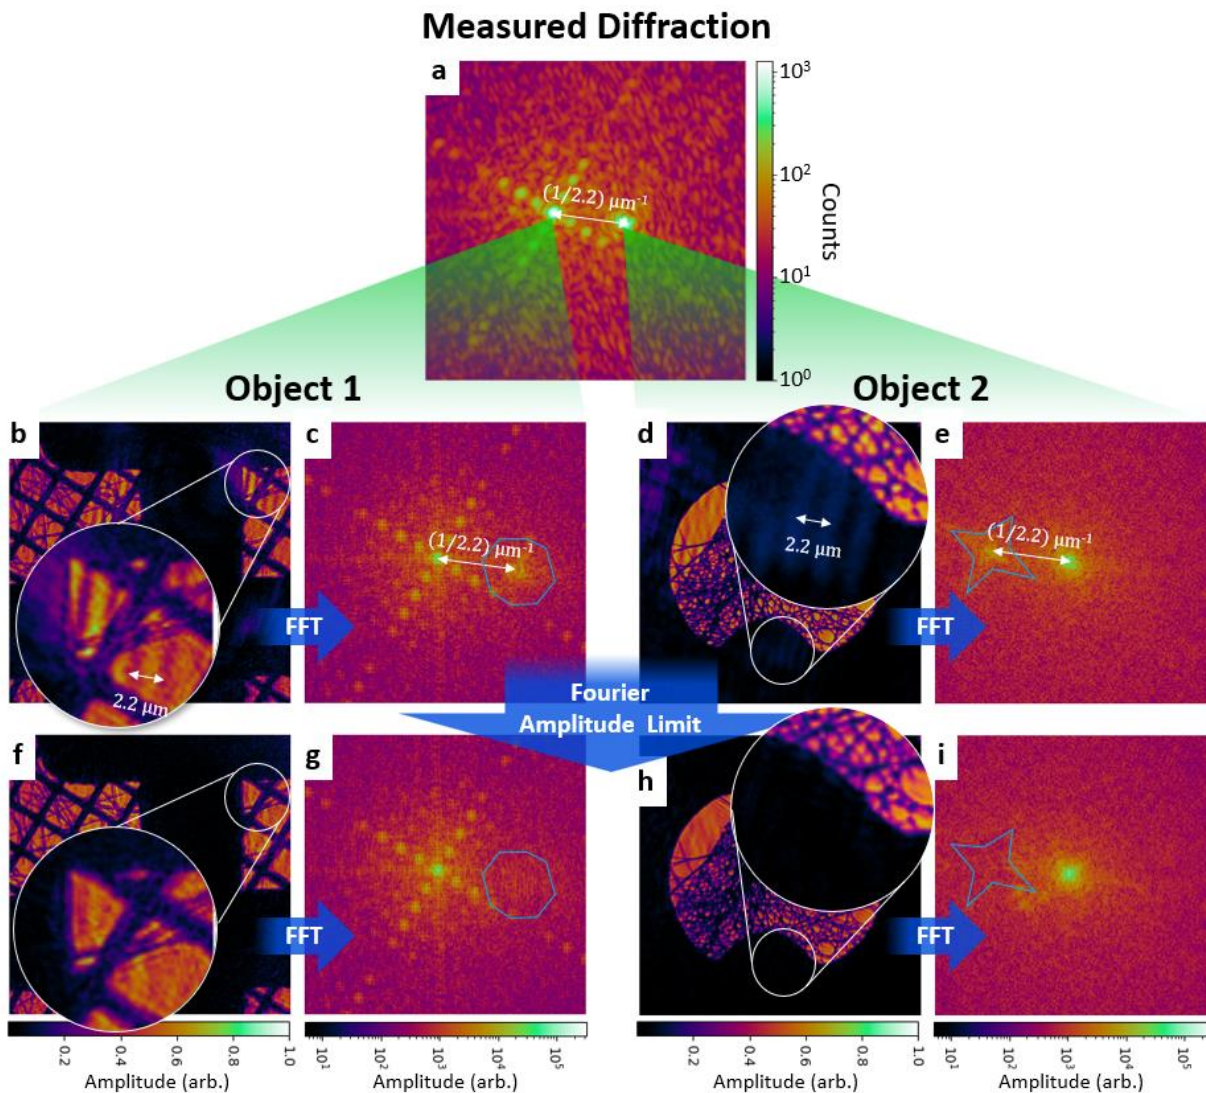 Measured Diffraction
a
(1/2.2) μm⁻¹
10³
10²
10¹
10⁰
Counts
Object 1
Object 2
b
c
d
e
(1/2.2) μm⁻¹
2.2 μm
(1/2.2) μm⁻¹
2.2 μm
FFT
FFT
Fourier
Amplitude Limit
f
g
h
i
FFT
FFT
0.2 0.4 0.6 0.8 1.0
10¹ 10² 10³ 10⁴ 10⁵
0.2 0.4 0.6 0.8 1.0
10¹ 10² 10³ 10⁴ 10⁵
Amplitude (arb.)
Amplitude (arb.)
Amplitude (arb.)
Amplitude (arb.)